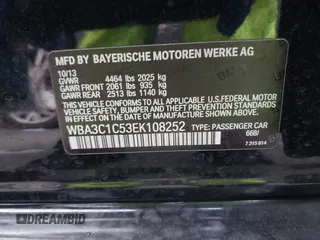 MFD BY BAYERISCHE MOTOREN WERKE AG
10/13
GVWR 4464 lbs 2025 kg
GAWR FRONT 2061 lbs 935 kg
GAWR REAR 2513 lbs 1140 kg
THIS VEHICLE CONFORMS TO ALL APPLICABLE
U.S. FEDERAL MOTOR
VEHICLE SAFETY, BUMPER, AND THEFT PREVENTION
STANDARDS IN EFFECT ON THE DATE OF
MANUFACTURE SHOWN ABOVE.
WBA3C1C53EK108252 TYPE: PASSENGER CAR
668/
7 315 814
DREAMBID